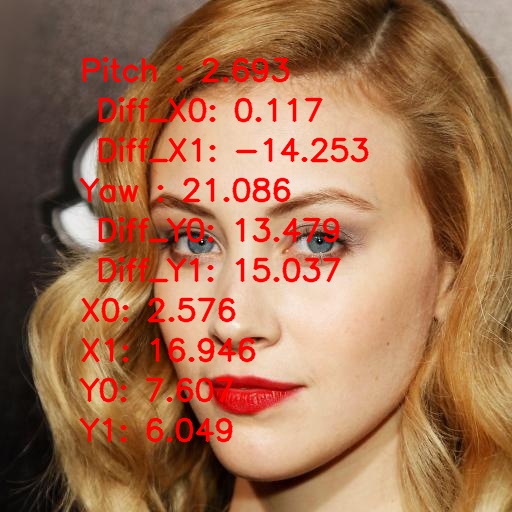 Pitch : 2.693
Diff_X0: 0.117
Diff_X1: -14.253
Yaw : 21.086
Diff_Y0: 13.479
Diff_Y1: 15.037
X0: 2.576
X1: 16.946
Y0: 7.607
Y1: 6.049